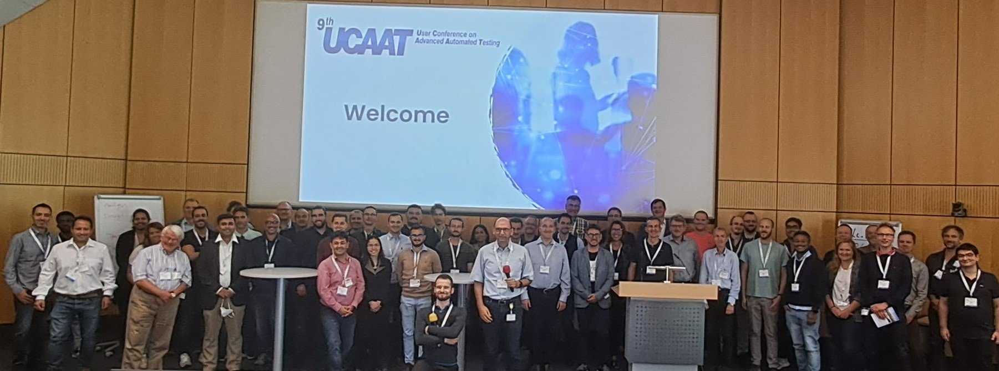 9th
UCAAT
User Conference on
Advanced Automated Testing
Welcome